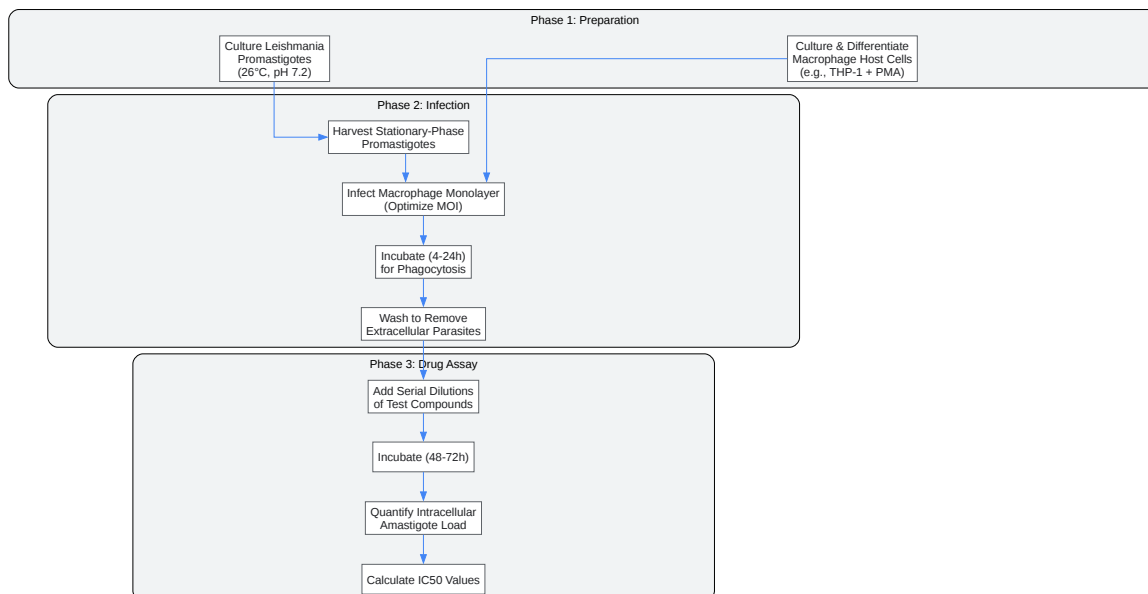 Phase 1: Preparation
Culture Leishmania
Promastigotes
(26°C, pH 7.2)
Culture & Differentiate
Macrophage Host Cells
(e.g., THP-1 + PMA)
Phase 2: Infection
Harvest Stationary-Phase
Promastigotes
Infect Macrophage Monolayer
(Optimize MOI)
Incubate (4-24h)
for Phagocytosis
Wash to Remove
Extracellular Parasites
Phase 3: Drug Assay
Add Serial Dilutions
of Test Compounds
Incubate (48-72h)
Quantify Intracellular
Amastigote Load
Calculate IC50 Values